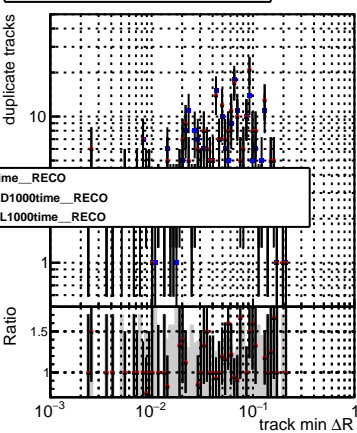 duplicate tracks
10
ime__RECO
D1000time__RECO
L1000time__RECO
1
Ratio
1.5
1
10⁻³
10⁻²
10⁻¹
1
track min ΔR